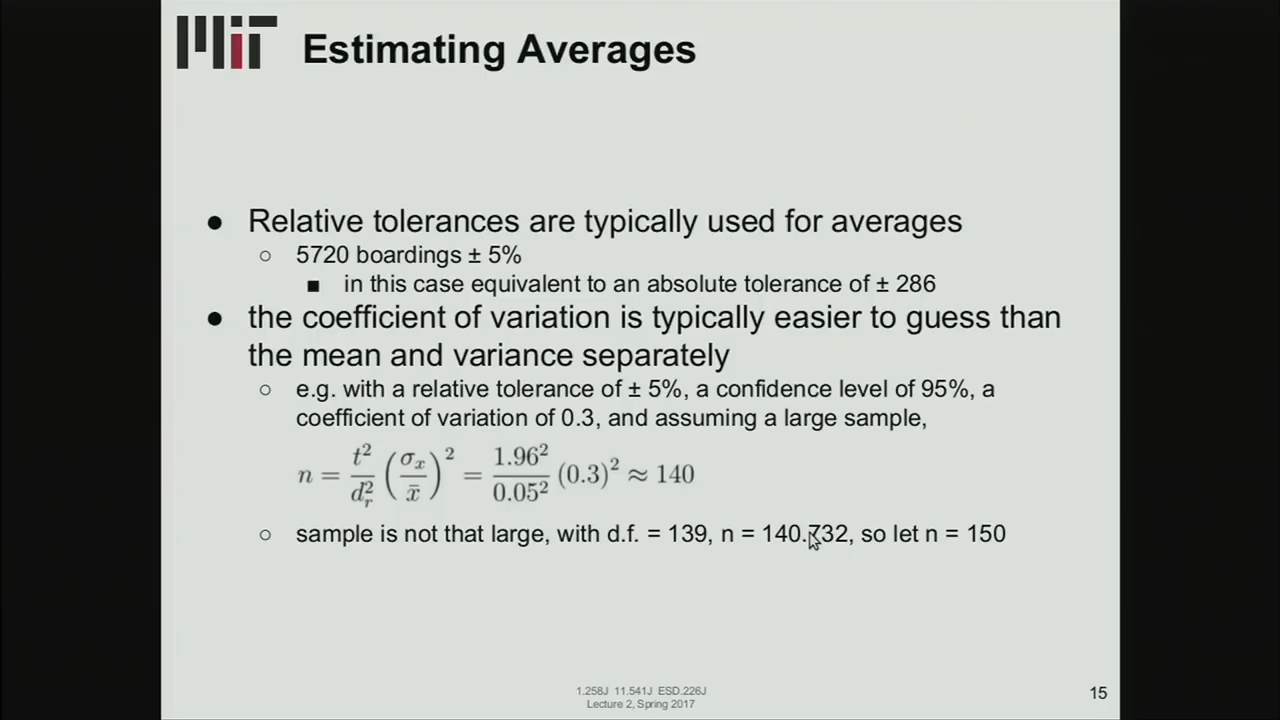 MIT
Estimating Averages
● Relative tolerances are typically used for averages
○ 5720 boardings ± 5%
■ in this case equivalent to an absolute tolerance of ± 286
● the coefficient of variation is typically easier to guess than
the mean and variance separately
○ e.g. with a relative tolerance of ± 5%, a confidence level of 95%, a
coefficient of variation of 0.3, and assuming a large sample,
n = t²/d_r² (σ_x/x̄)² = 1.96²/0.05² (0.3)² ≈ 140
○ sample is not that large, with d.f. = 139, n = 140.732, so let n = 150
1.258J 11.541J ESD.226J
Lecture 2, Spring 2017
15